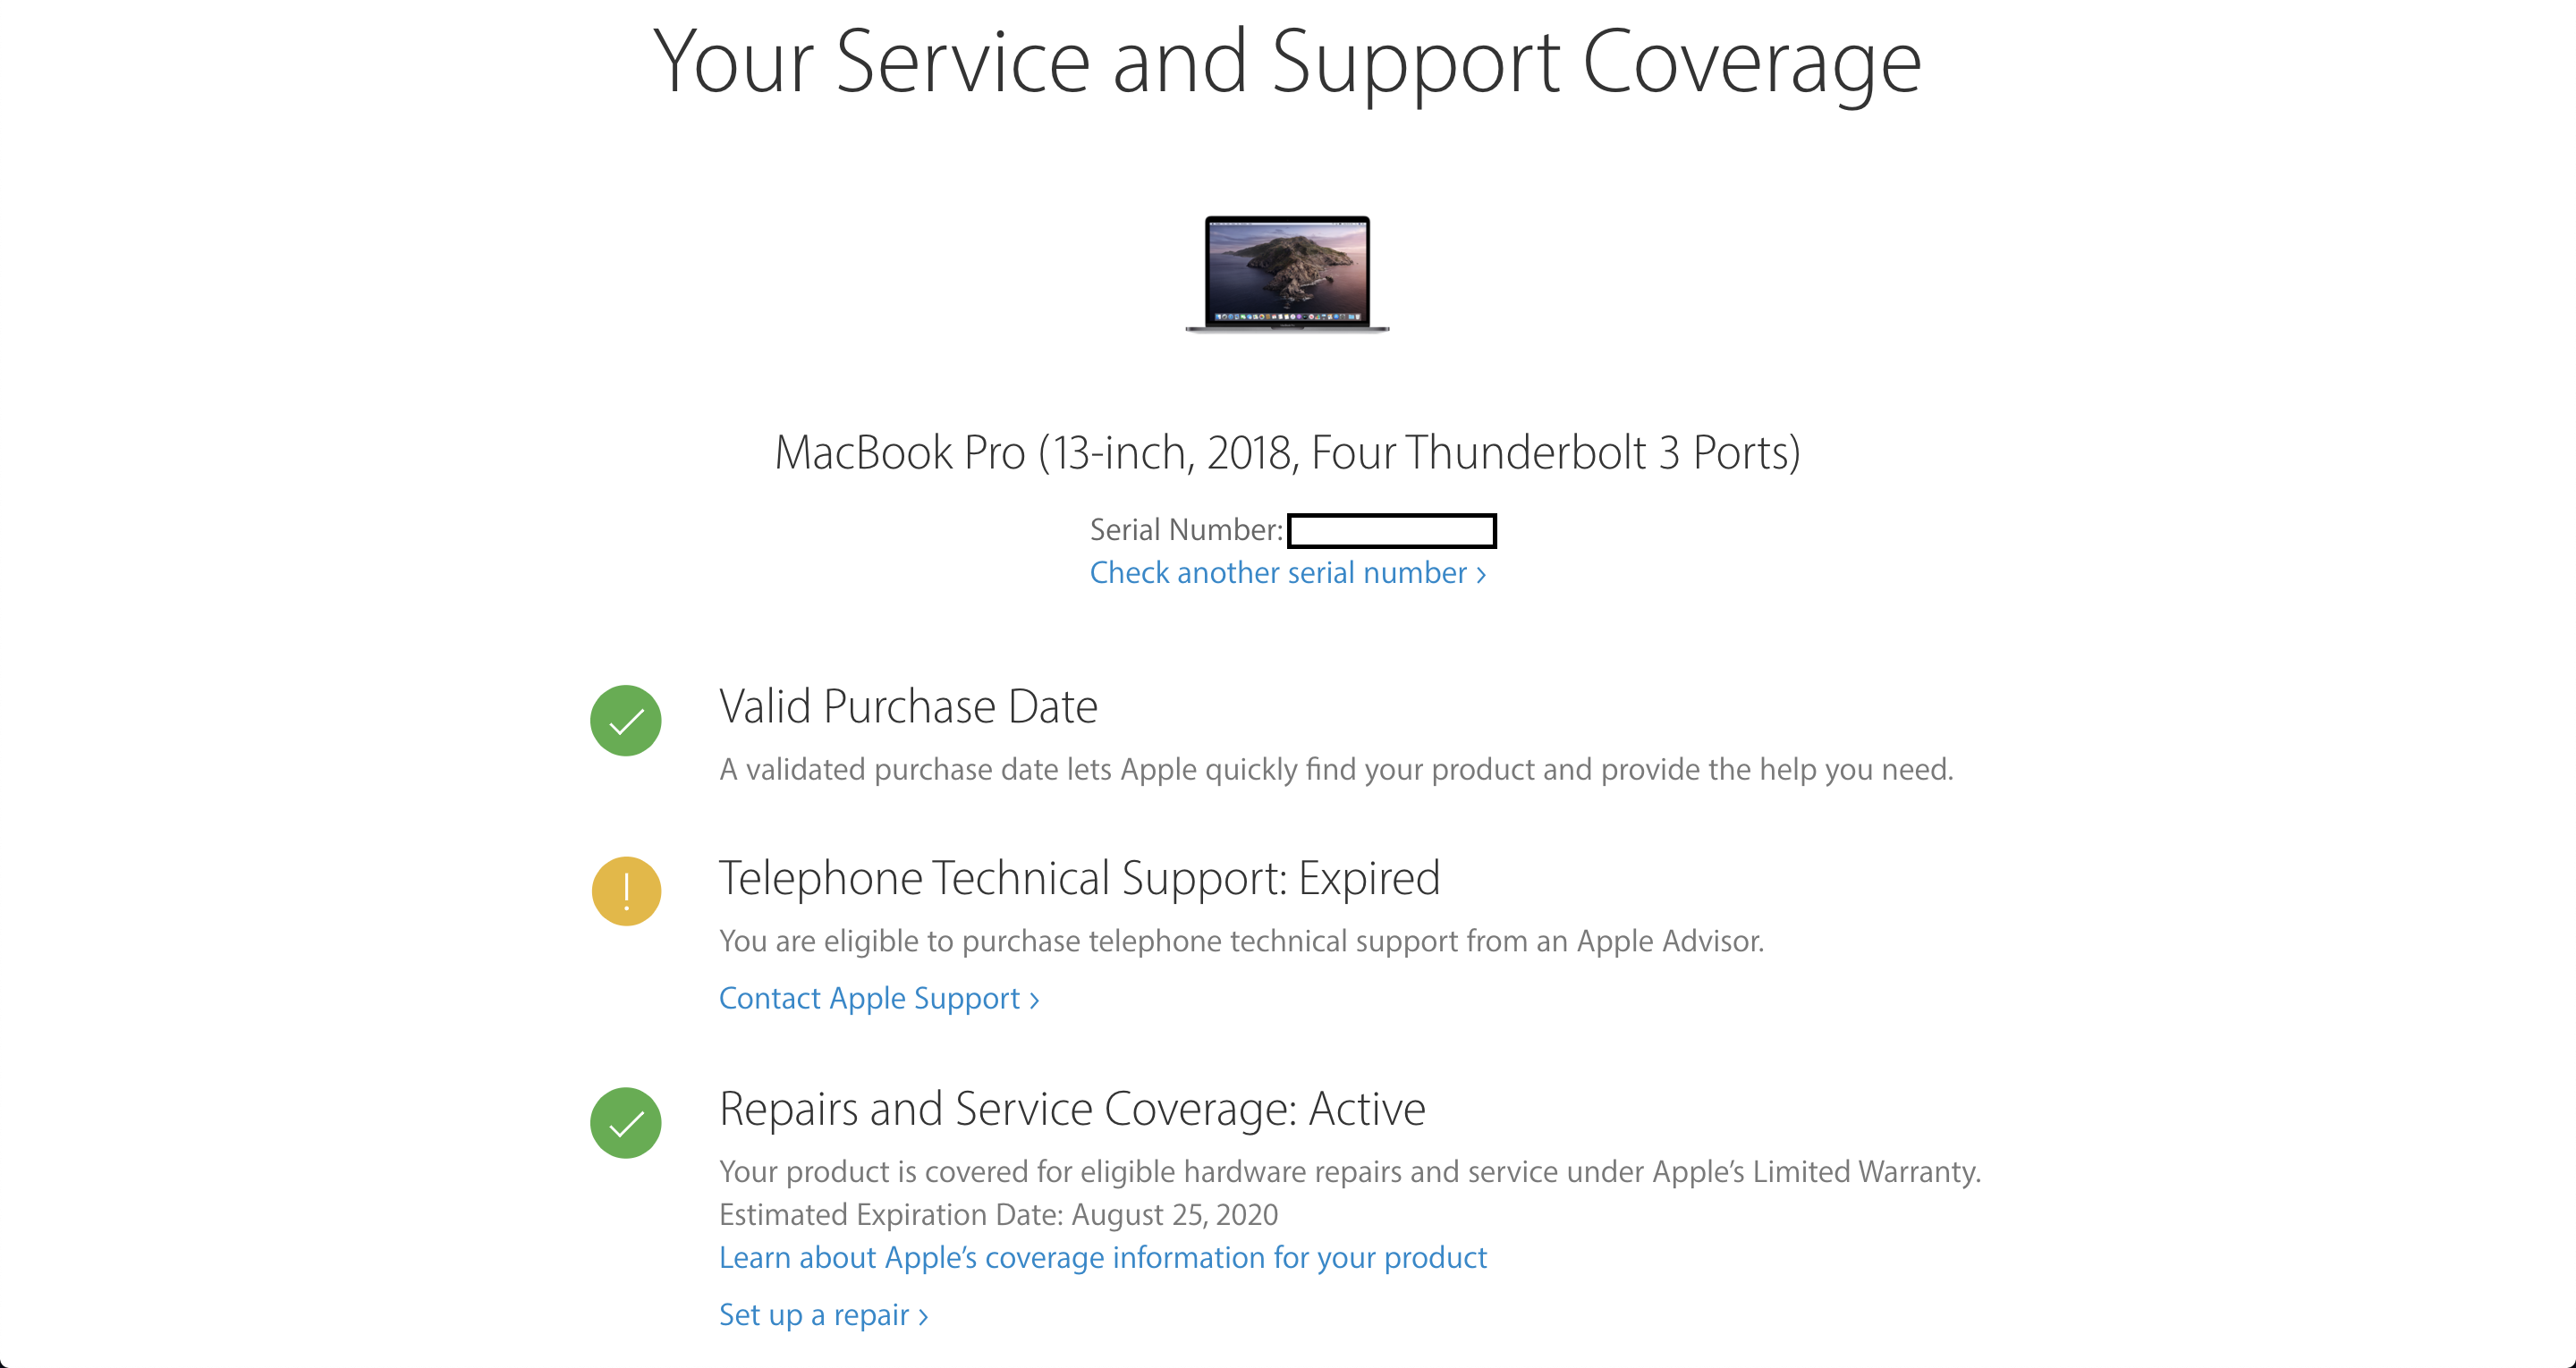 Your Service and Support Coverage
MacBook Pro (13-inch, 2018, Four Thunderbolt 3 Ports)
Serial Number:
Check another serial number ›
Valid Purchase Date
A validated purchase date lets Apple quickly find your product and provide the help you need.
Telephone Technical Support: Expired
You are eligible to purchase telephone technical support from an Apple Advisor.
Contact Apple Support ›
Repairs and Service Coverage: Active
Your product is covered for eligible hardware repairs and service under Apple’s Limited Warranty.
Estimated Expiration Date: August 25, 2020
Learn about Apple’s coverage information for your product
Set up a repair ›